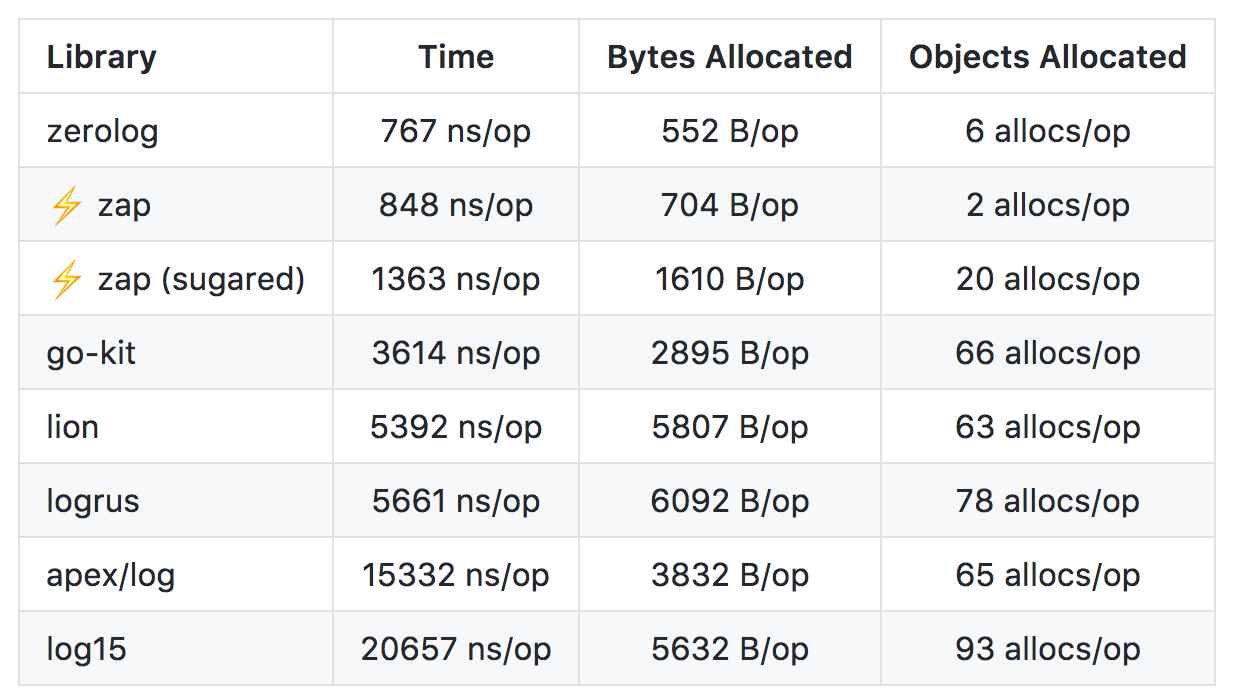 Library Time Bytes Allocated Objects Allocated
zerolog 767 ns/op 552 B/op 6 allocs/op
⚡ zap 848 ns/op 704 B/op 2 allocs/op
⚡ zap (sugared) 1363 ns/op 1610 B/op 20 allocs/op
go-kit 3614 ns/op 2895 B/op 66 allocs/op
lion 5392 ns/op 5807 B/op 63 allocs/op
logrus 5661 ns/op 6092 B/op 78 allocs/op
apex/log 15332 ns/op 3832 B/op 65 allocs/op
log15 20657 ns/op 5632 B/op 93 allocs/op